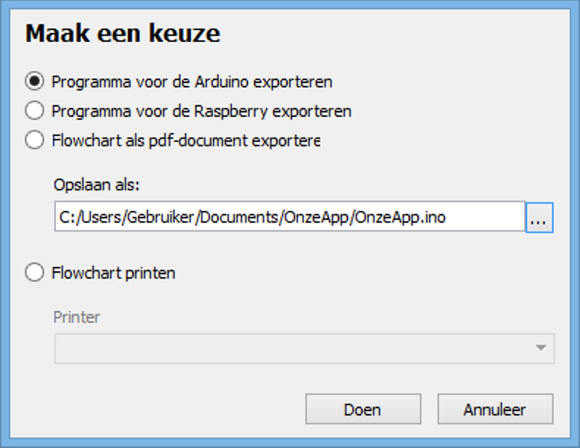 Maak een keuze
Programma voor de Arduino exporteren
Programma voor de Raspberry exporteren
Flowchart als pdf-document exportere
Opslaan als:
C:/Users/Gebruiker/Documents/OnzeApp/OnzeApp.ino
...
Flowchart printen
Printer
Doen
Annuleer